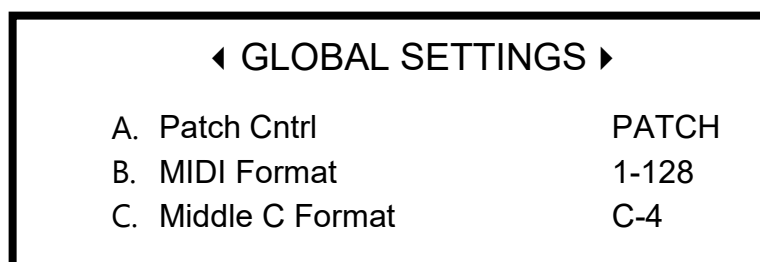 ◂ GLOBAL SETTINGS ▸
A. Patch Cntrl PATCH
B. MIDI Format 1-128
C. Middle C Format C-4